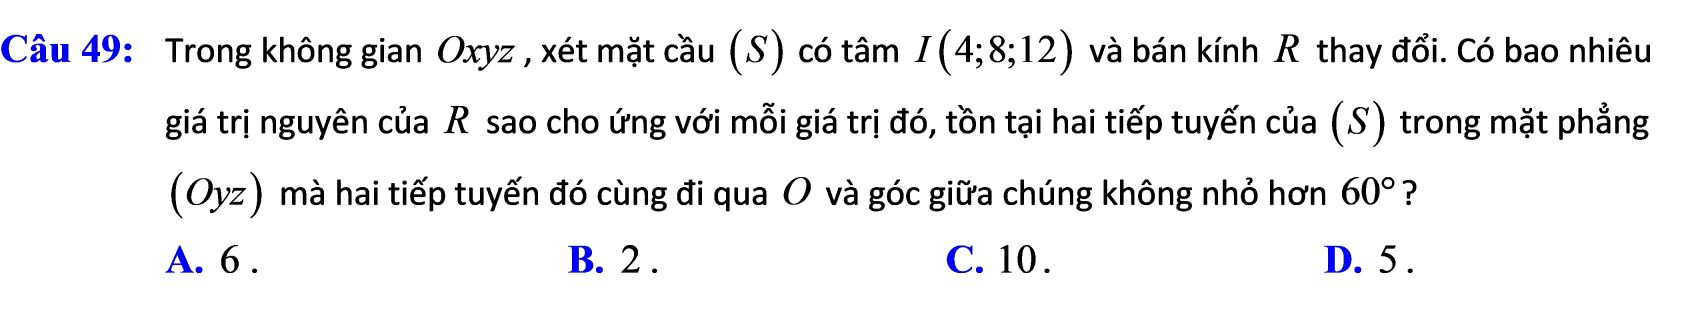 Câu 49: Trong không gian Oxyz , xét mặt cầu (S) có tâm I(4;8;12) và bán kính R thay đổi. Có bao nhiêu
giá trị nguyên của R sao cho ứng với mỗi giá trị đó, tồn tại hai tiếp tuyến của (S) trong mặt phẳng
(Oyz) mà hai tiếp tuyến đó cùng đi qua O và góc giữa chúng không nhỏ hơn 60° ?
A. 6 . B. 2 . C. 10 . D. 5 .